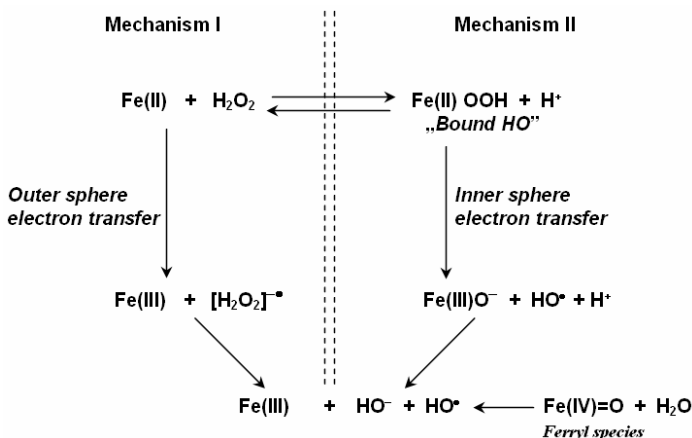 Mechanism I Mechanism II
Fe(II) + H₂O₂ Fe(II) OOH + H⁺
„Bound HO”
Outer sphere
electron transfer
Inner sphere
electron transfer
Fe(III) + [H₂O₂]⁻• Fe(III)O⁻ + HO• + H⁺
Fe(III) + HO⁻ + HO• Fe(IV)=O + H₂O
Ferryl species